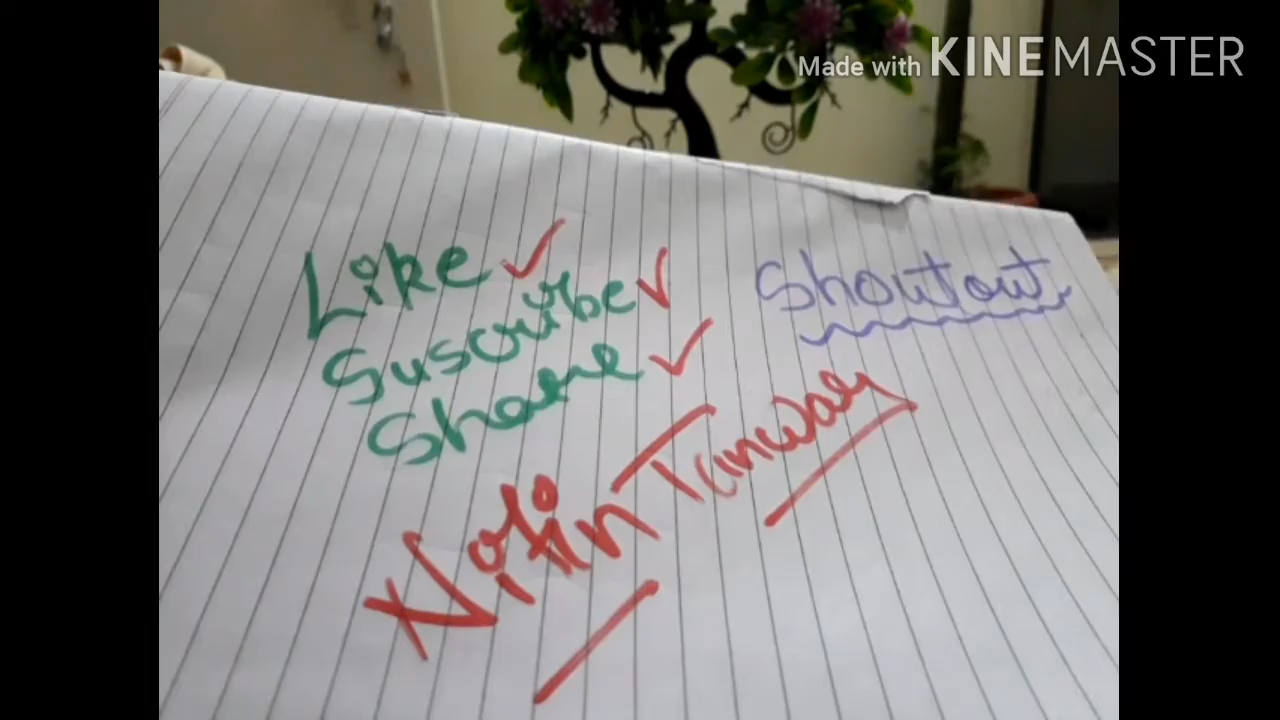 Made with KINEMASTER
Like ✓
Suscribe ✓
Share ✓
Shoutout
Nitin Tanwar